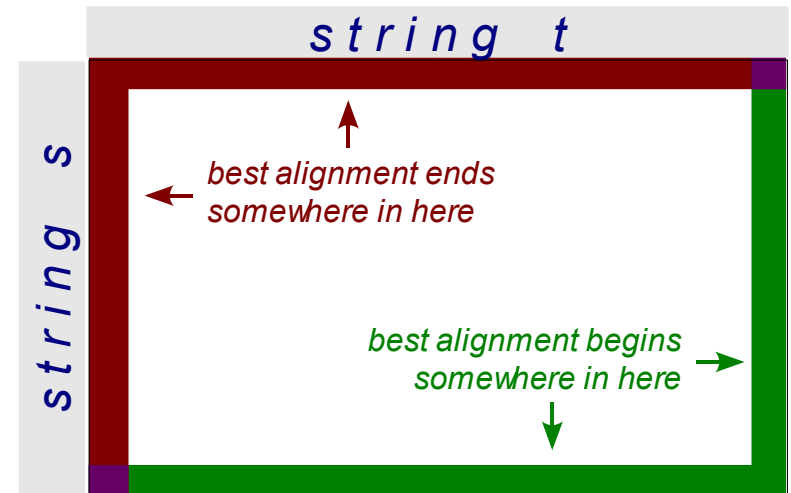 string t
string s
best alignment ends
somewhere in here
best alignment begins
somewhere in here